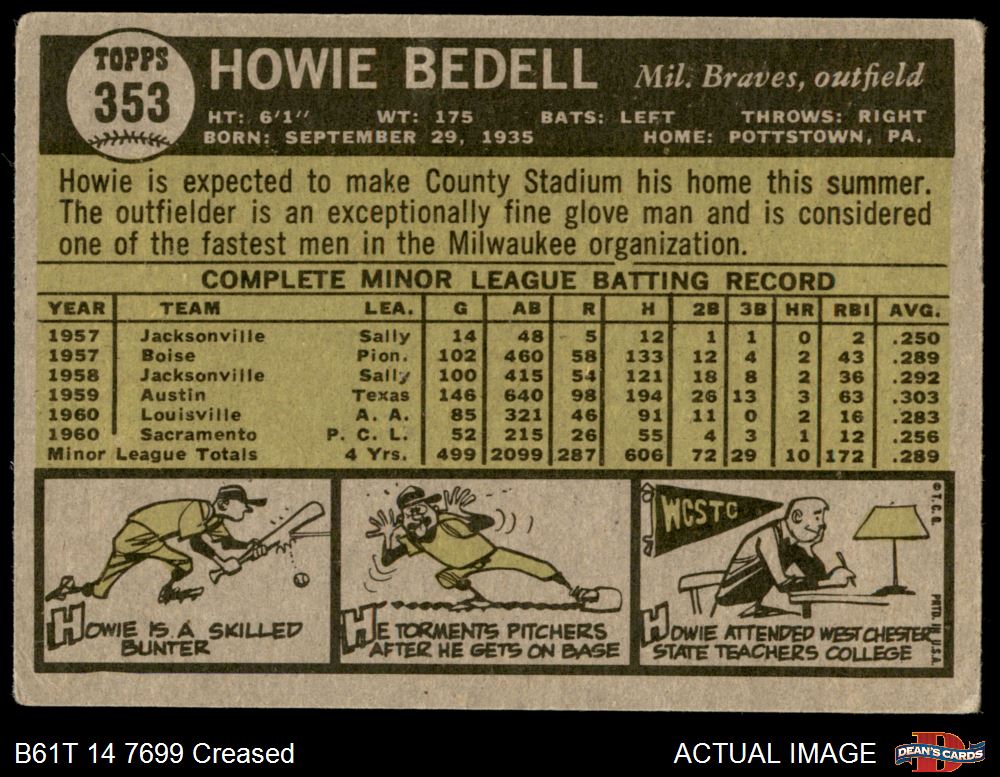 TOPPS
353
HOWIE BEDELL Mil. Braves, outfield
HT: 6'1" WT: 175 BATS: LEFT THROWS: RIGHT
BORN: SEPTEMBER 29, 1935 HOME: POTTSTOWN, PA.
Howie is expected to make County Stadium his home this summer.
The outfielder is an exceptionally fine glove man and is considered
one of the fastest men in the Milwaukee organization.
COMPLETE MINOR LEAGUE BATTING RECORD
YEAR TEAM LEA. G AB R H 2B 3B HR RBI AVG.
1957 Jacksonville Sally 14 48 5 12 1 1 0 2 .250
1957 Boise Pion. 102 460 58 133 12 4 2 43 .289
1958 Jacksonville Sally 100 415 54 121 18 8 2 36 .292
1959 Austin Texas 146 640 98 194 26 13 3 63 .303
1960 Louisville A. A. 85 321 46 91 11 0 2 16 .283
1960 Sacramento P. C. L. 52 215 26 55 4 3 1 12 .256
Minor League Totals 4 Yrs. 499 2099 287 606 72 29 10 172 .289
HOWIE IS A SKILLED
BUNTER
HE TORMENTS PITCHERS
AFTER HE GETS ON BASE
WCSTC
HOWIE ATTENDED WEST CHESTER
STATE TEACHERS COLLEGE
© T. C. G.
PRTD. IN U.S.A.
B61T 14 7699 Creased
ACTUAL IMAGE
DEAN'S CARDS